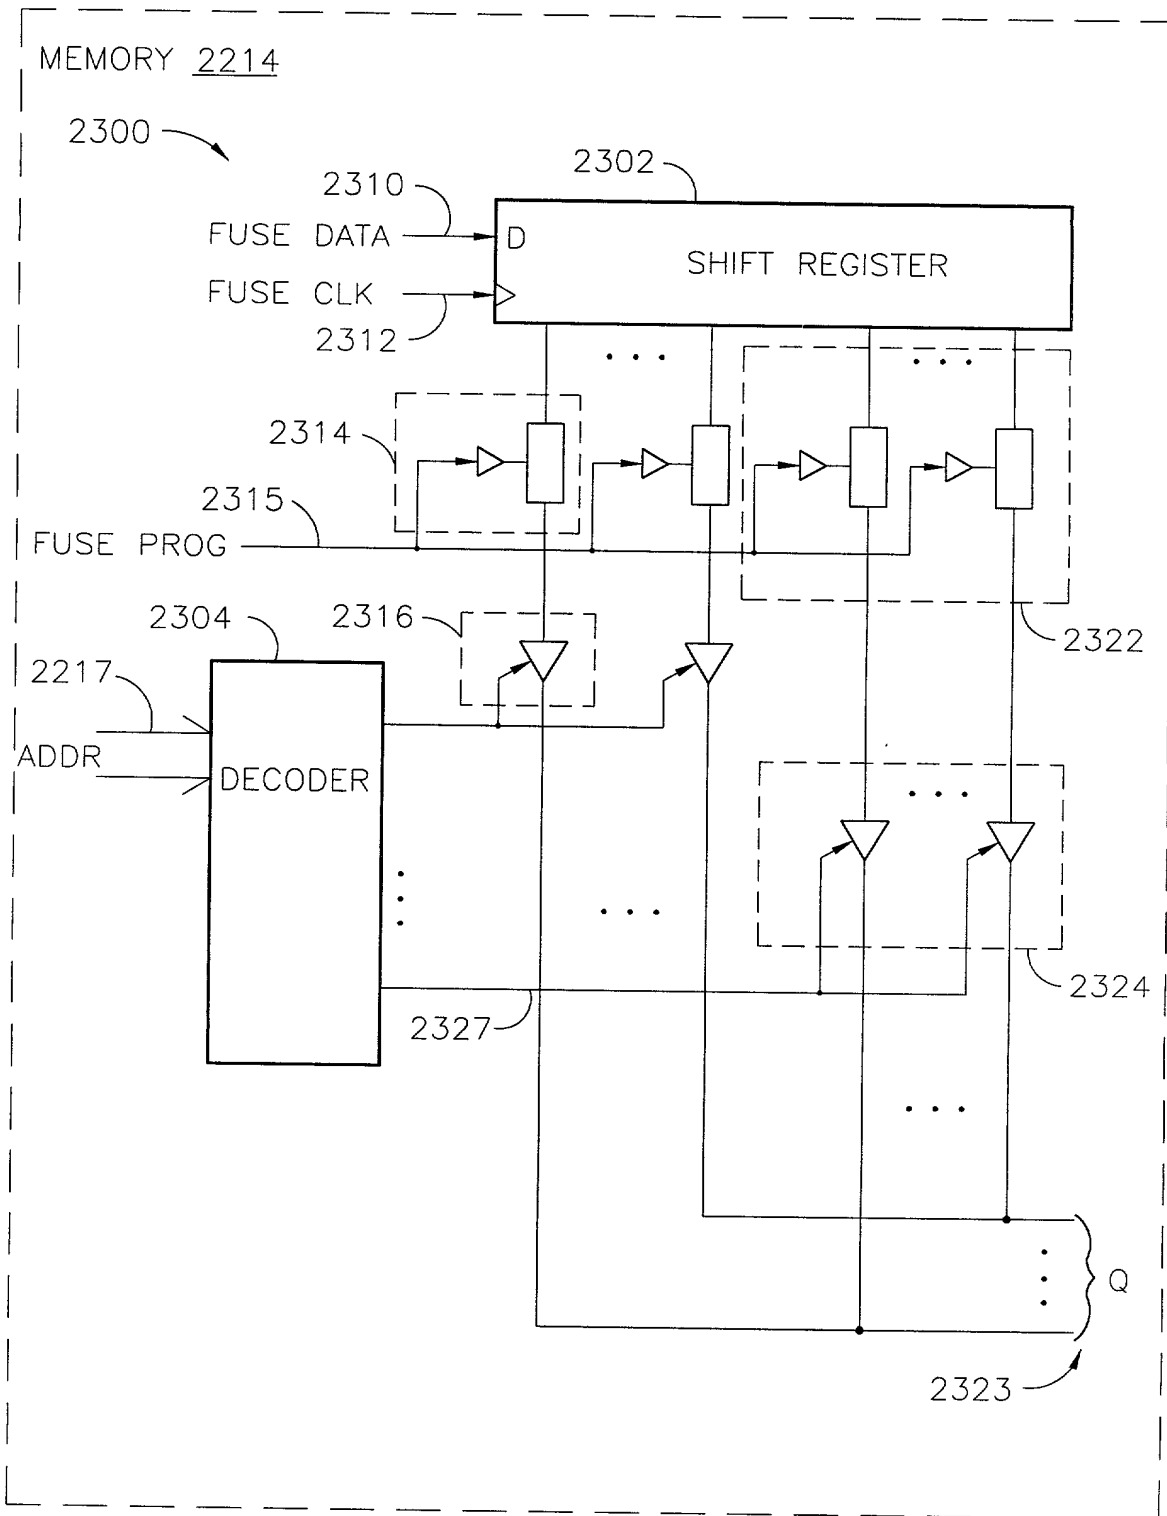 MEMORY 2214
2300
2302
2310
FUSE DATA
D
SHIFT REGISTER
FUSE CLK
2312
2314
2315
FUSE PROG
2316
2304
2322
2217
ADDR
DECODER
2324
2327
Q
2323